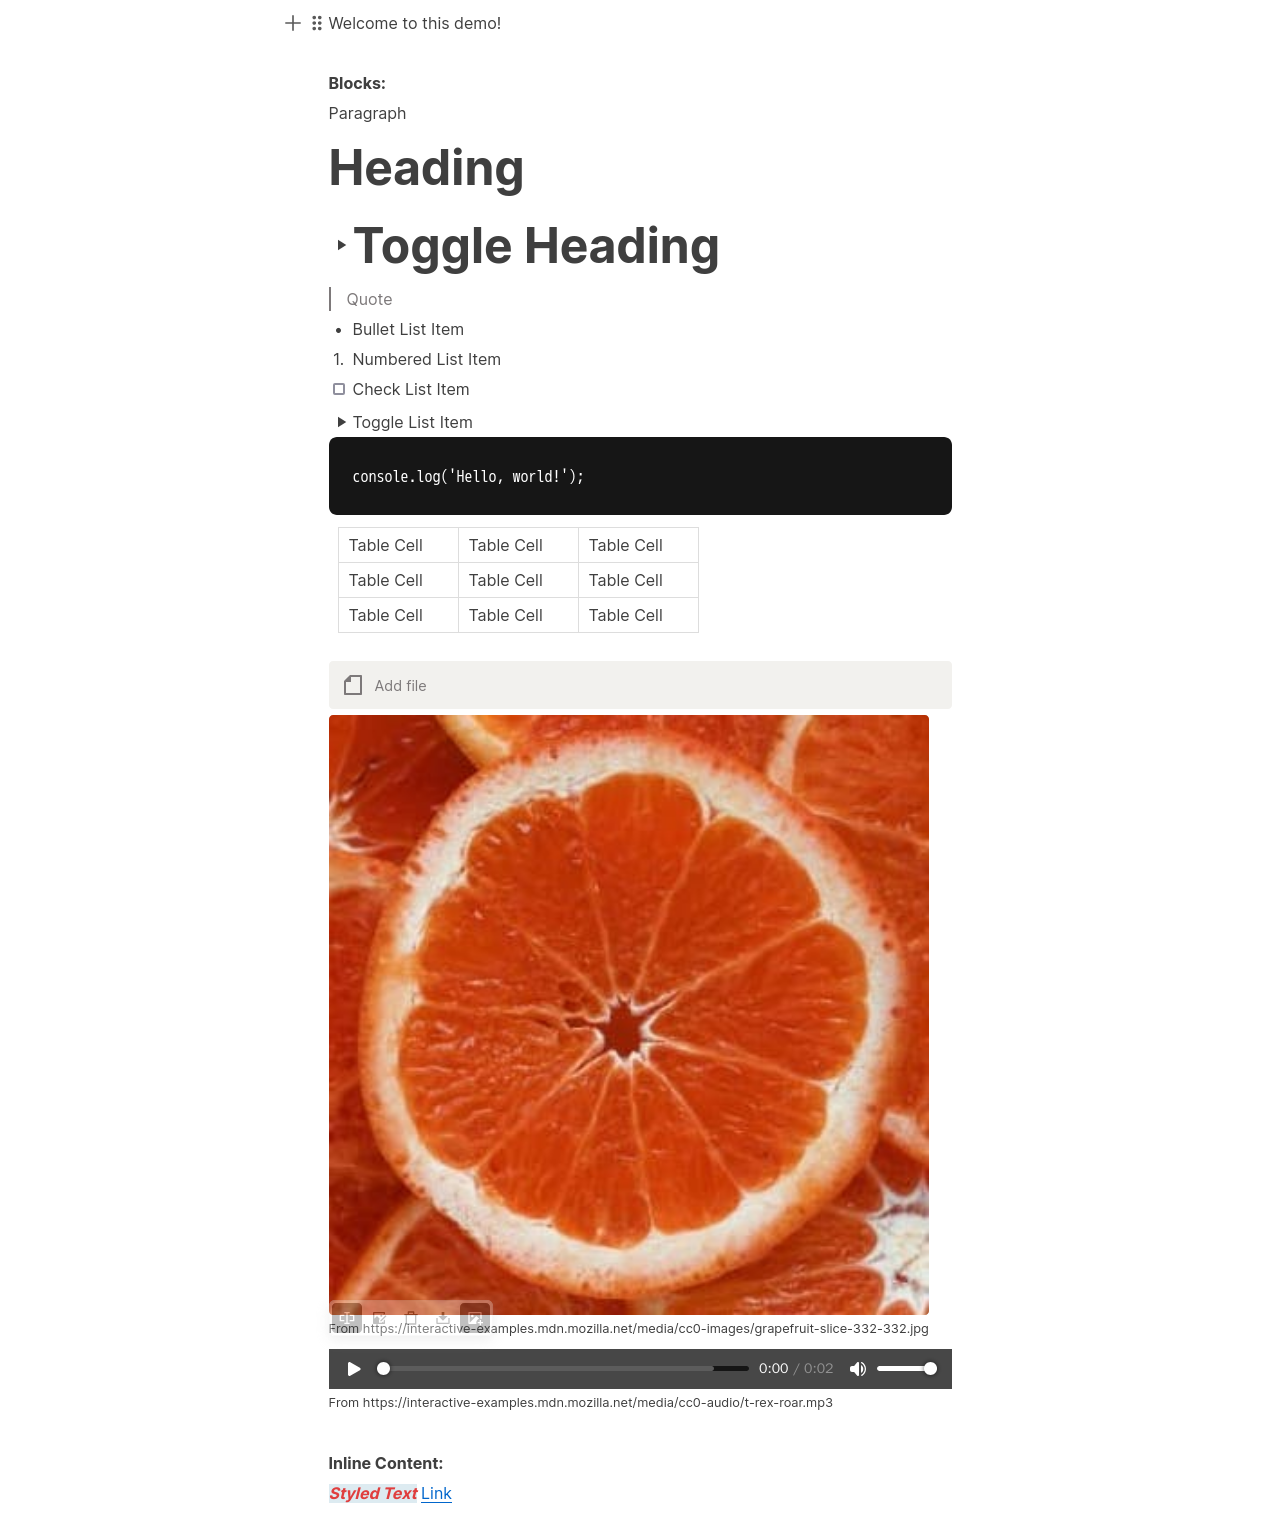 Welcome to this demo!
Blocks:
Paragraph
Heading
Toggle Heading
Quote
• Bullet List Item
1. Numbered List Item
Check List Item
Toggle List Item
console.log('Hello, world!');
Table Cell Table Cell Table Cell
Table Cell Table Cell Table Cell
Table Cell Table Cell Table Cell
Add file
From https://interactive-examples.mdn.mozilla.net/media/cc0-images/grapefruit-slice-332-332.jpg
0:00 / 0:02
From https://interactive-examples.mdn.mozilla.net/media/cc0-audio/t-rex-roar.mp3
Inline Content:
Styled Text Link